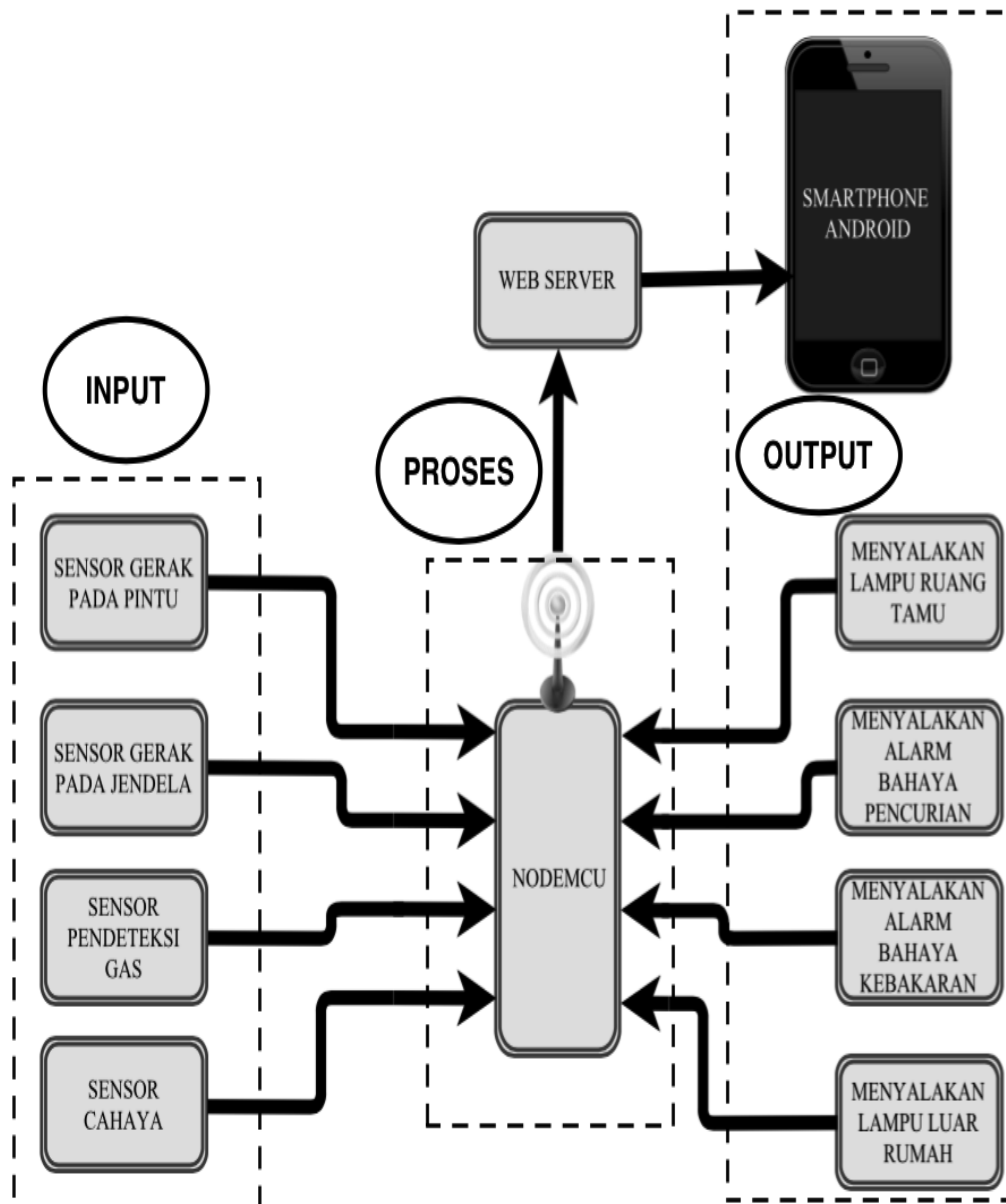 SMARTPHONE
ANDROID
WEB SERVER
INPUT
PROSES
OUTPUT
SENSOR GERAK
PADA PINTU
SENSOR GERAK
PADA JENDELA
SENSOR
PENDETEKSI
GAS
SENSOR
CAHAYA
NODEMCU
MENYALAKAN
LAMPU RUANG
TAMU
MENYALAKAN
ALARM
BAHAYA
PENCURIAN
MENYALAKAN
ALARM
BAHAYA
KEBAKARAN
MENYALAKAN
LAMPU LUAR
RUMAH